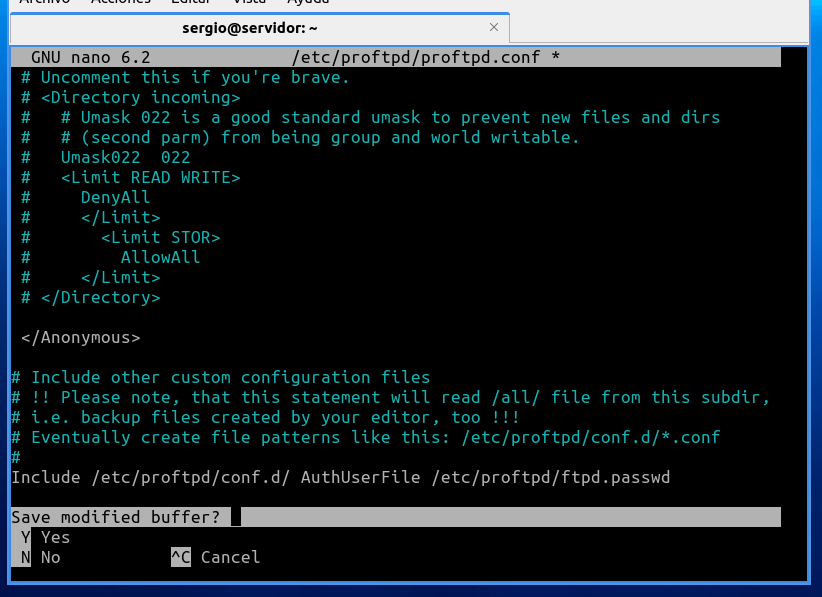 Archivo Acciones Editar Vista Ayuda
sergio@servidor: ~ ×
GNU nano 6.2 /etc/proftpd/proftpd.conf *
# Uncomment this if you're brave.
# <Directory incoming>
#   # Umask 022 is a good standard umask to prevent new files and dirs
#   # (second parm) from being group and world writable.
#   Umask022  022
#   <Limit READ WRITE>
#     DenyAll
#     </Limit>
#       <Limit STOR>
#         AllowAll
#     </Limit>
# </Directory>
</Anonymous>
# Include other custom configuration files
# !! Please note, that this statement will read /all/ file from this subdir,
# i.e. backup files created by your editor, too !!!
# Eventually create file patterns like this: /etc/proftpd/conf.d/*.conf
#
Include /etc/proftpd/conf.d/ AuthUserFile /etc/proftpd/ftpd.passwd
Save modified buffer?
Y Yes
N No ^C Cancel